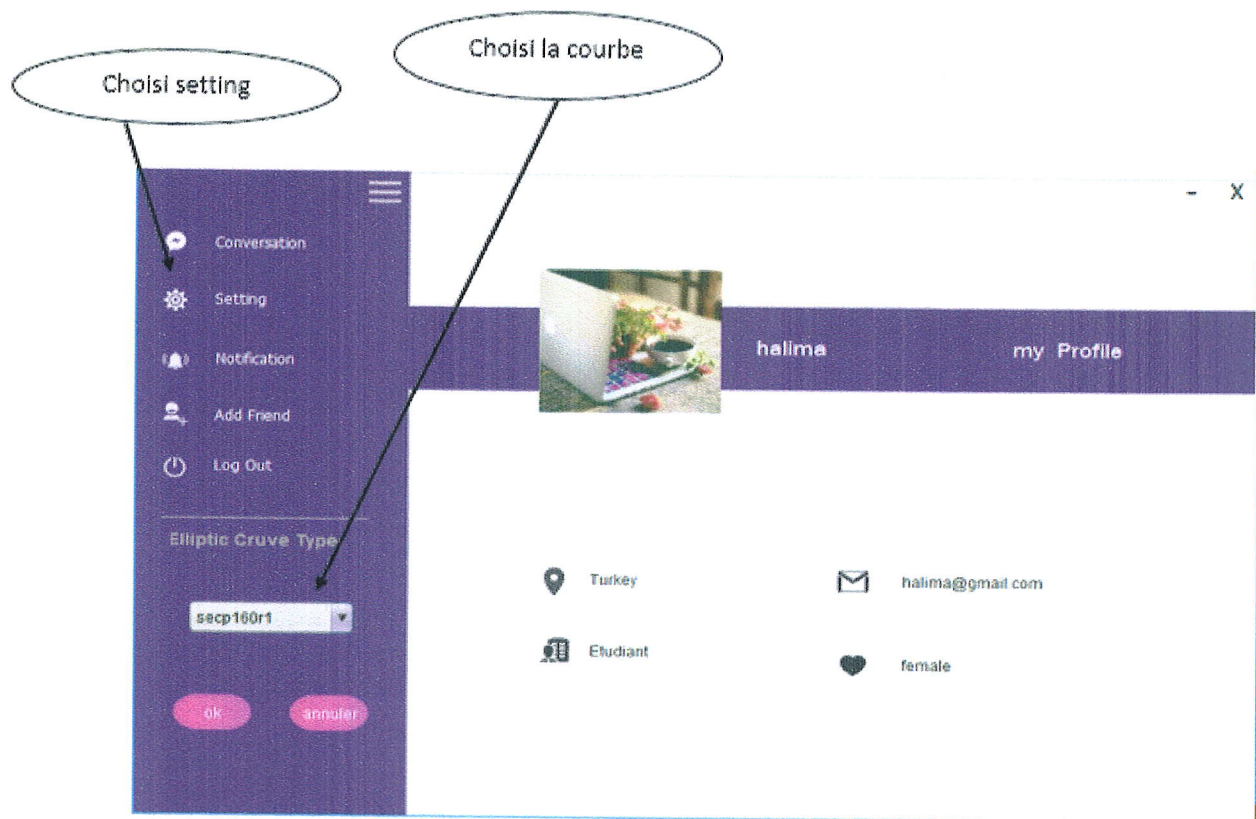 Choisi la courbe
Choisi setting
- X
Conversation
Setting
Notification
Add Friend
Log Out
halima
my Profile
Elliptic Cruve Type
secp160r1
ok
annuler
Turkey
halima@gmail.com
Etudiant
female